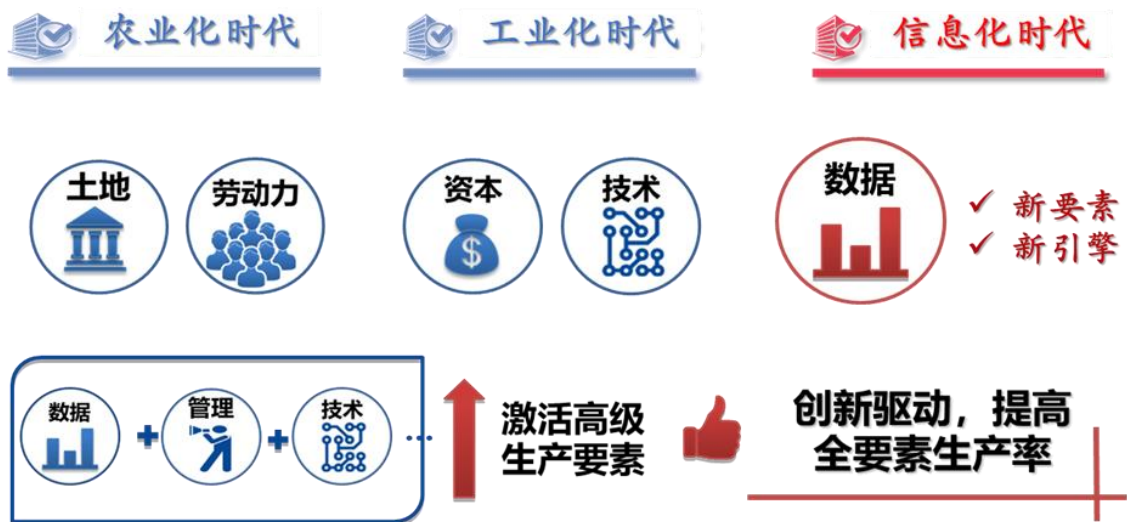 农业化时代
工业化时代
信息化时代
土地
劳动力
资本
$
技术
数据
✓ 新要素
✓ 新引擎
数据
+
管理
+
技术
…
激活高级
生产要素
创新驱动，提高
全要素生产率